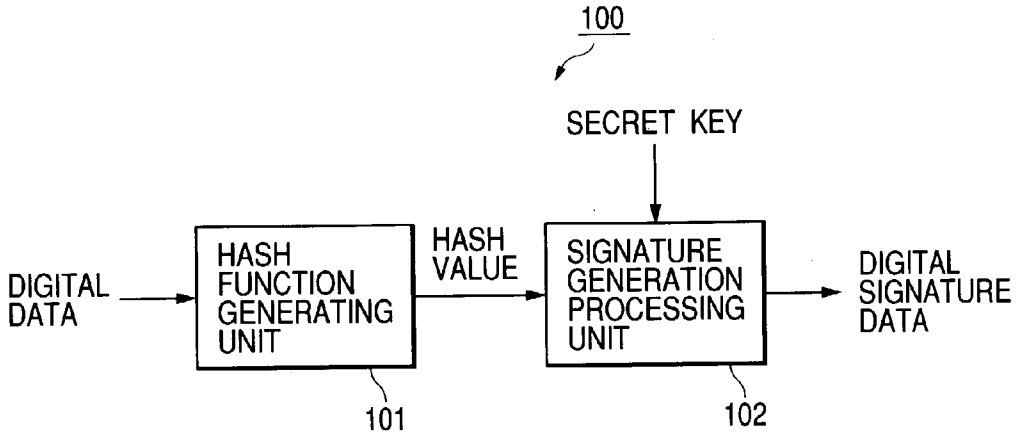 100
SECRET KEY
DIGITAL
DATA
HASH
FUNCTION
GENERATING
UNIT
HASH
VALUE
SIGNATURE
GENERATION
PROCESSING
UNIT
DIGITAL
SIGNATURE
DATA
101
102